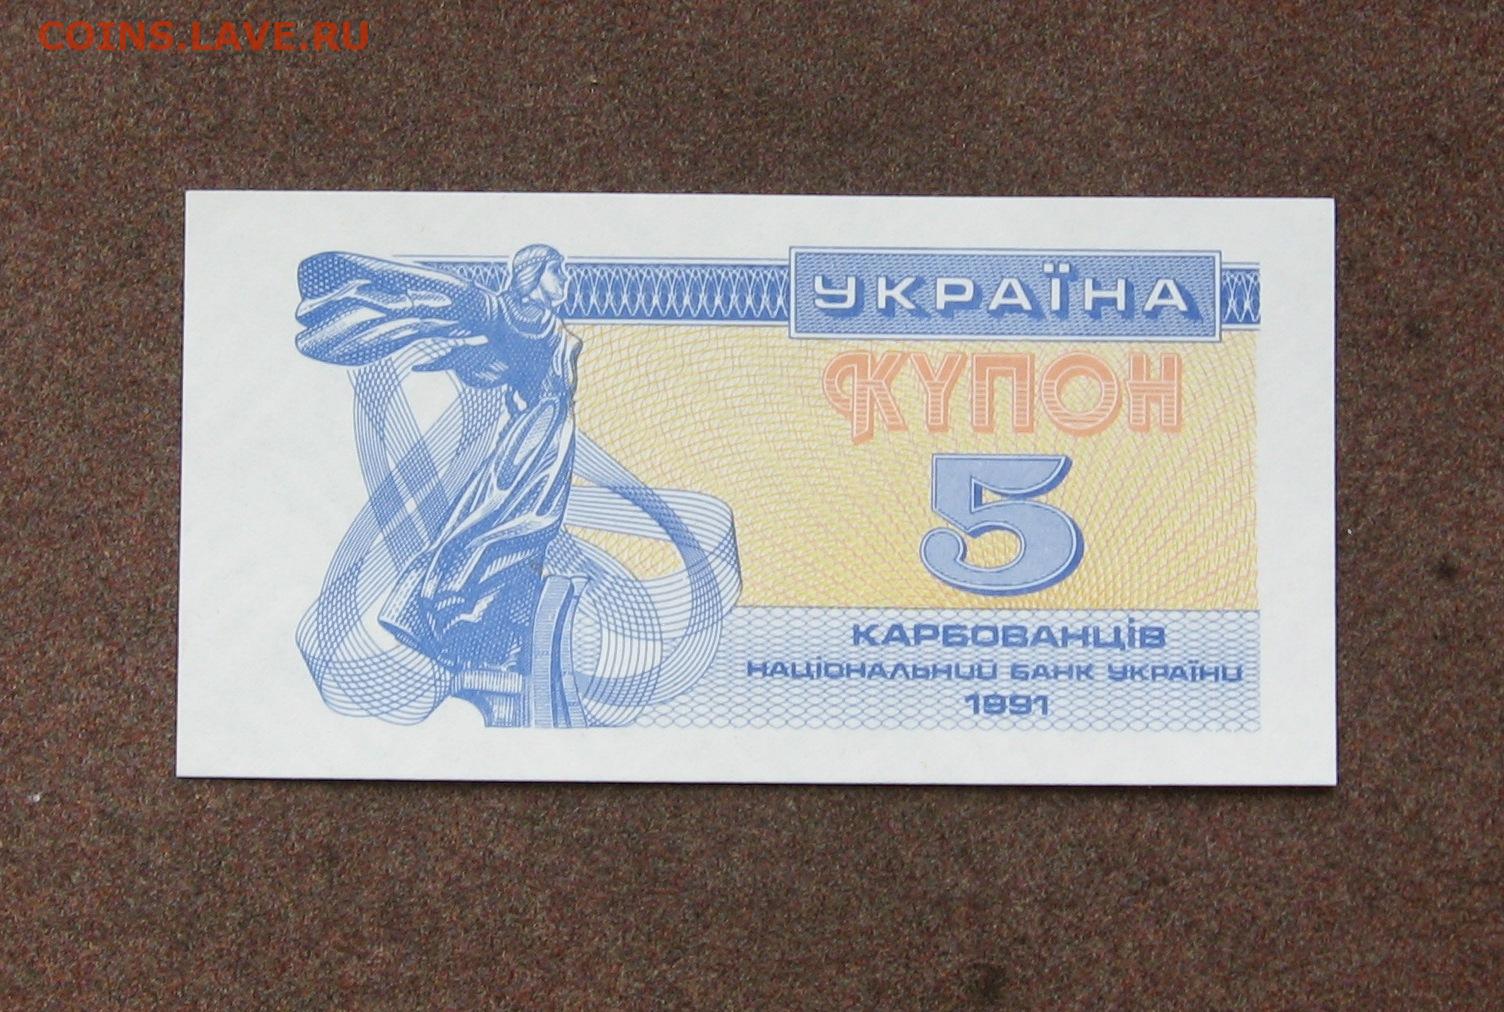 COINS.LAVE.RU
УКРАЇНА
КУПОН
5
КАРБОВАНЦІВ
НАЦІОНАЛЬНИЙ БАНК УКРАЇНИ
1991